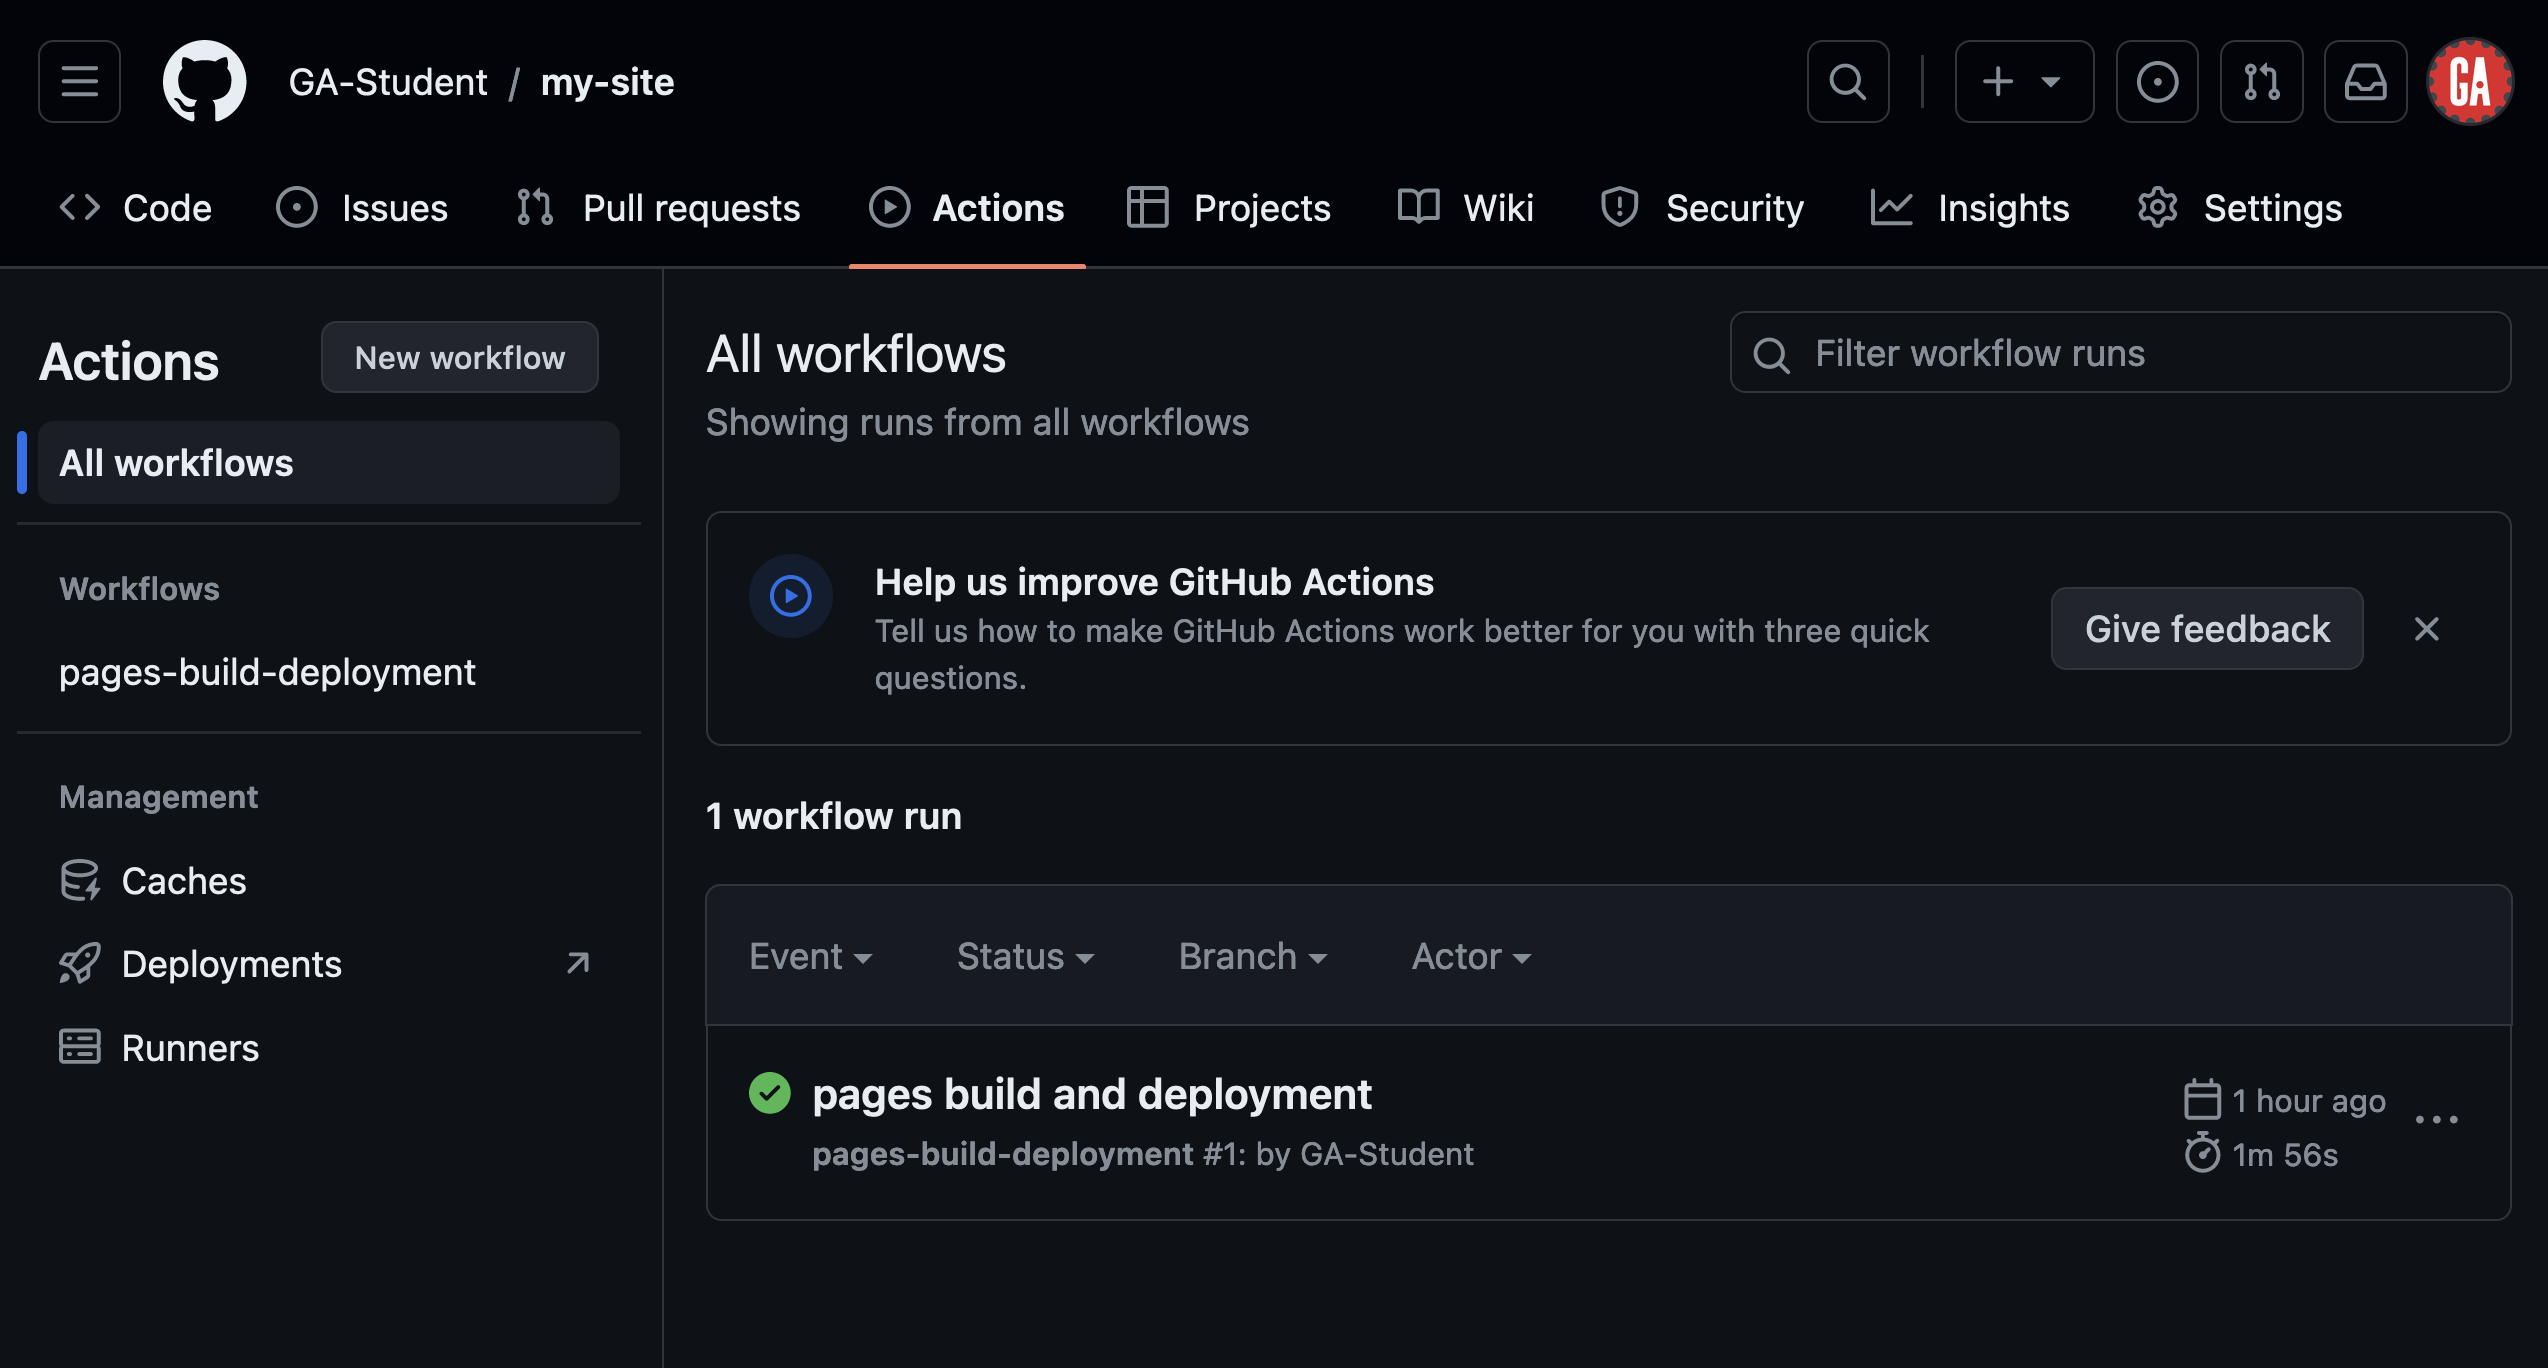 GA-Student / my-site
GA
Code Issues Pull requests Actions Projects Wiki Security Insights Settings
Actions
New workflow
All workflows
Workflows
pages-build-deployment
Management
Caches
Deployments
Runners
All workflows
Showing runs from all workflows
Filter workflow runs
Help us improve GitHub Actions
Tell us how to make GitHub Actions work better for you with three quick
questions.
Give feedback
1 workflow run
Event Status Branch Actor
pages build and deployment
pages-build-deployment #1: by GA-Student
1 hour ago
1m 56s